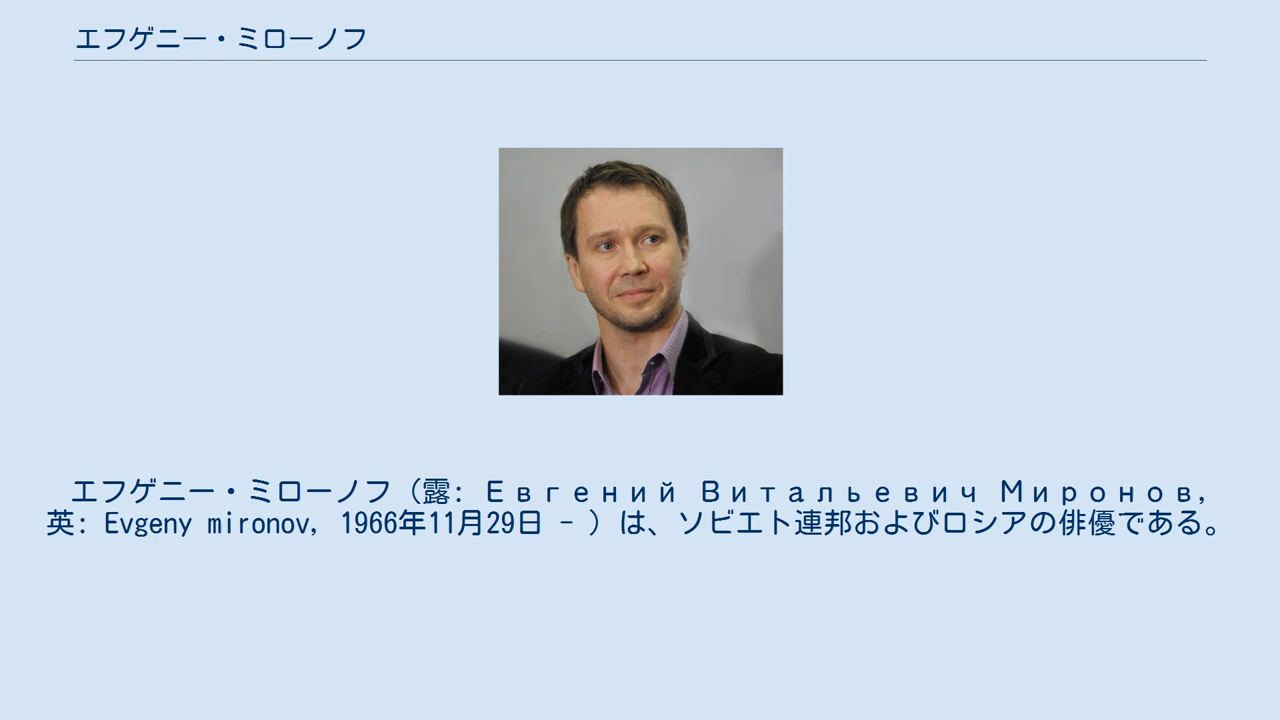 エフゲニー・ミローノフ
エフゲニー・ミローノフ（露: Евгений Витальевич Миронов,
英: Evgeny mironov, 1966年11月29日 - ）は、ソビエト連邦およびロシアの俳優である。